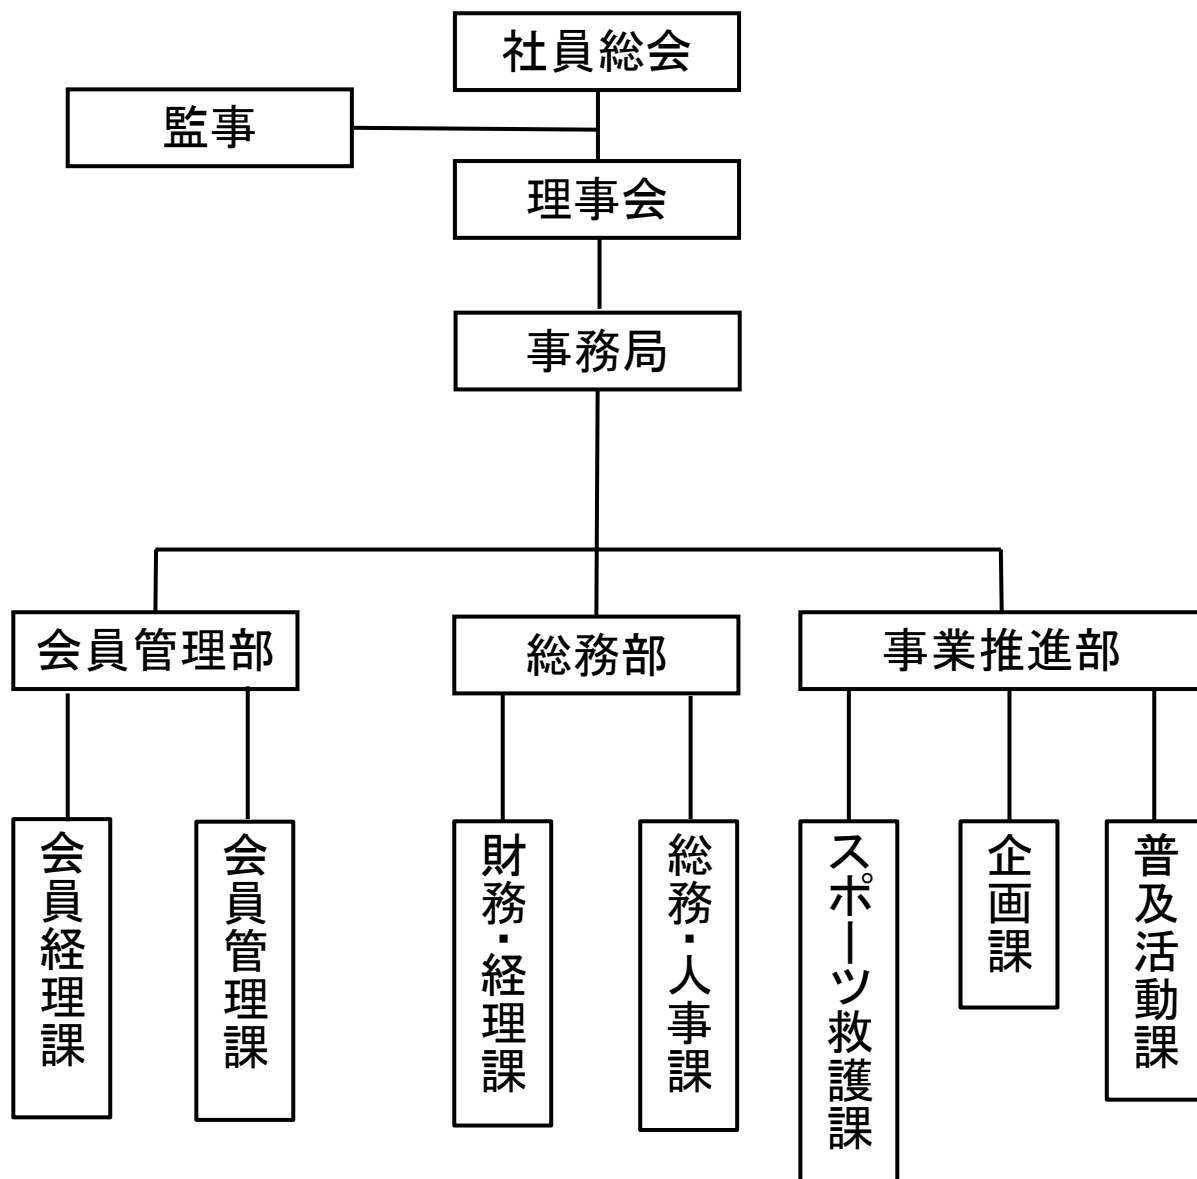 社員総会
監事
理事会
事務局
会員管理部
総務部
事業推進部
会員経理課
会員管理課
財務・経理課
総務・人事課
スポーツ救護課
企画課
普及活動課